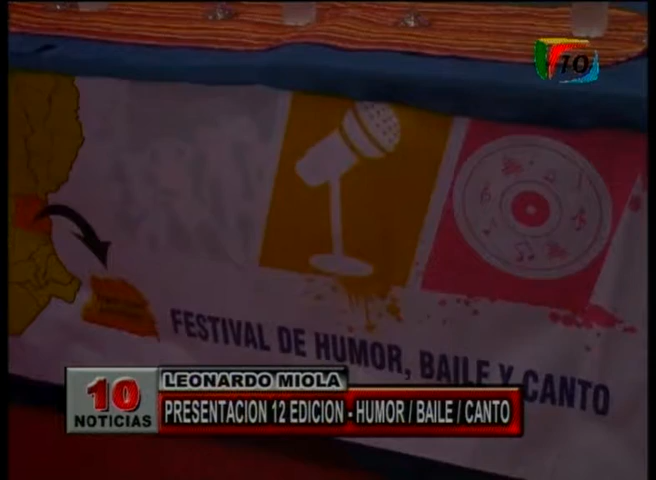 10
FESTIVAL DE HUMOR, BAILE Y CANTO
10
NOTICIAS
LEONARDO MIOLA
PRESENTACION 12 EDICION - HUMOR / BAILE / CANTO